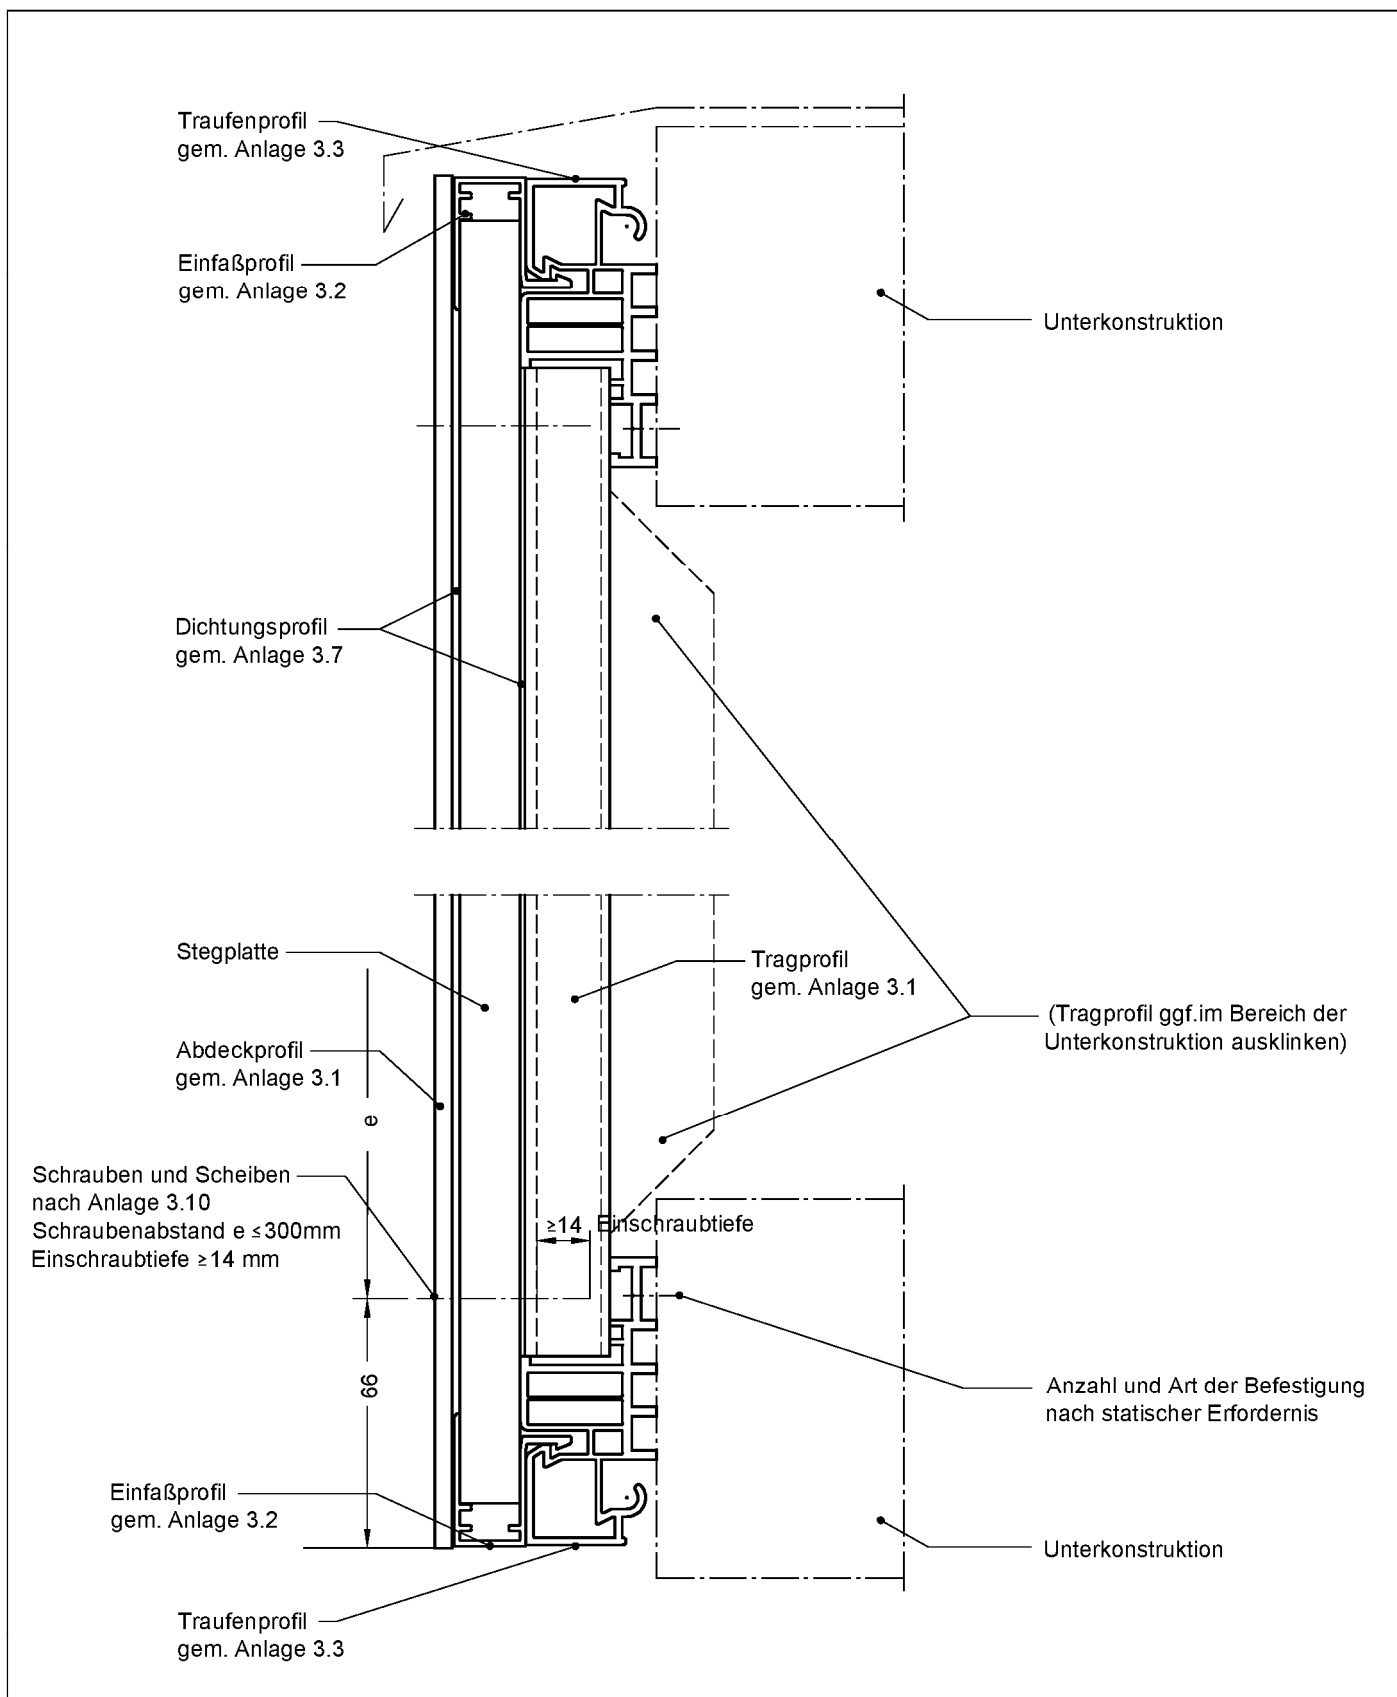 Traufenprofil
gem. Anlage 3.3
Einfaßprofil
gem. Anlage 3.2
Unterkonstruktion
Dichtungsprofil
gem. Anlage 3.7
Stegplatte
Tragprofil
gem. Anlage 3.1
(Tragprofil ggf.im Bereich der
Unterkonstruktion ausklinken)
Abdeckprofil
gem. Anlage 3.1
e
Schrauben und Scheiben
nach Anlage 3.10
Schraubenabstand e ≤300mm
Einschraubtiefe ≥14 mm
≥14 Einschraubtiefe
66
Anzahl und Art der Befestigung
nach statischer Erfordernis
Einfaßprofil
gem. Anlage 3.2
Unterkonstruktion
Traufenprofil
gem. Anlage 3.3